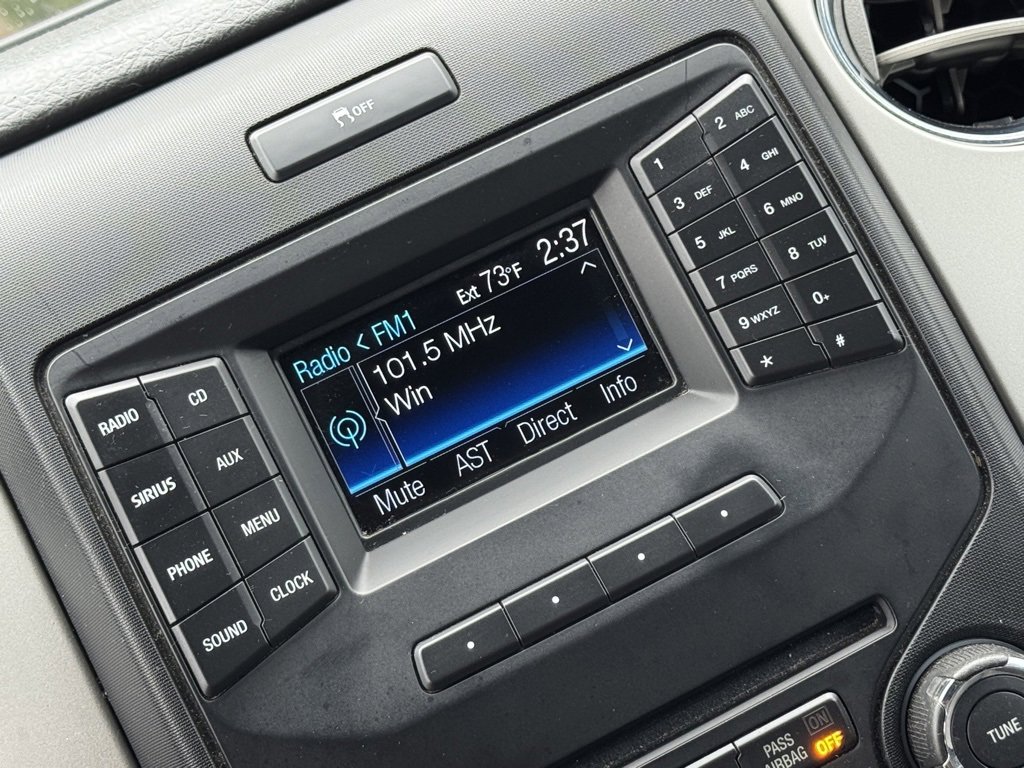 OFF
Ext 73°F 2:37
Radio < FM1
101.5 MHz
Win
Mute AST Direct Info
RADIO CD
SIRIUS AUX
PHONE MENU
SOUND CLOCK
1 2 ABC
3 DEF 4 GHI
5 JKL 6 MNO
7 PQRS 8 TUV
9 WXYZ 0+
* #
PASS ON
AIRBAG OFF
TUNE